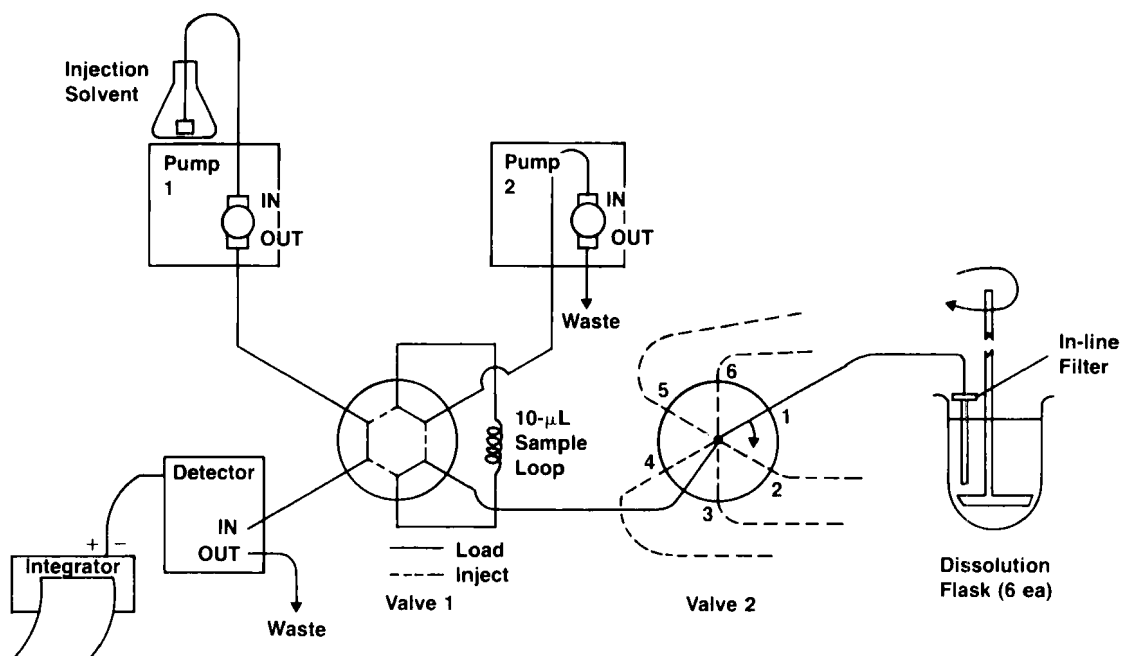 Injection
Solvent
Pump
1
IN
OUT
Pump
2
IN
OUT
Waste
In-line
Filter
6
5
1
4
2
3
10-μL
Sample
Loop
Detector
IN
OUT
+ −
Integrator
Load
Inject
Valve 1
Valve 2
Waste
Dissolution
Flask (6 ea)